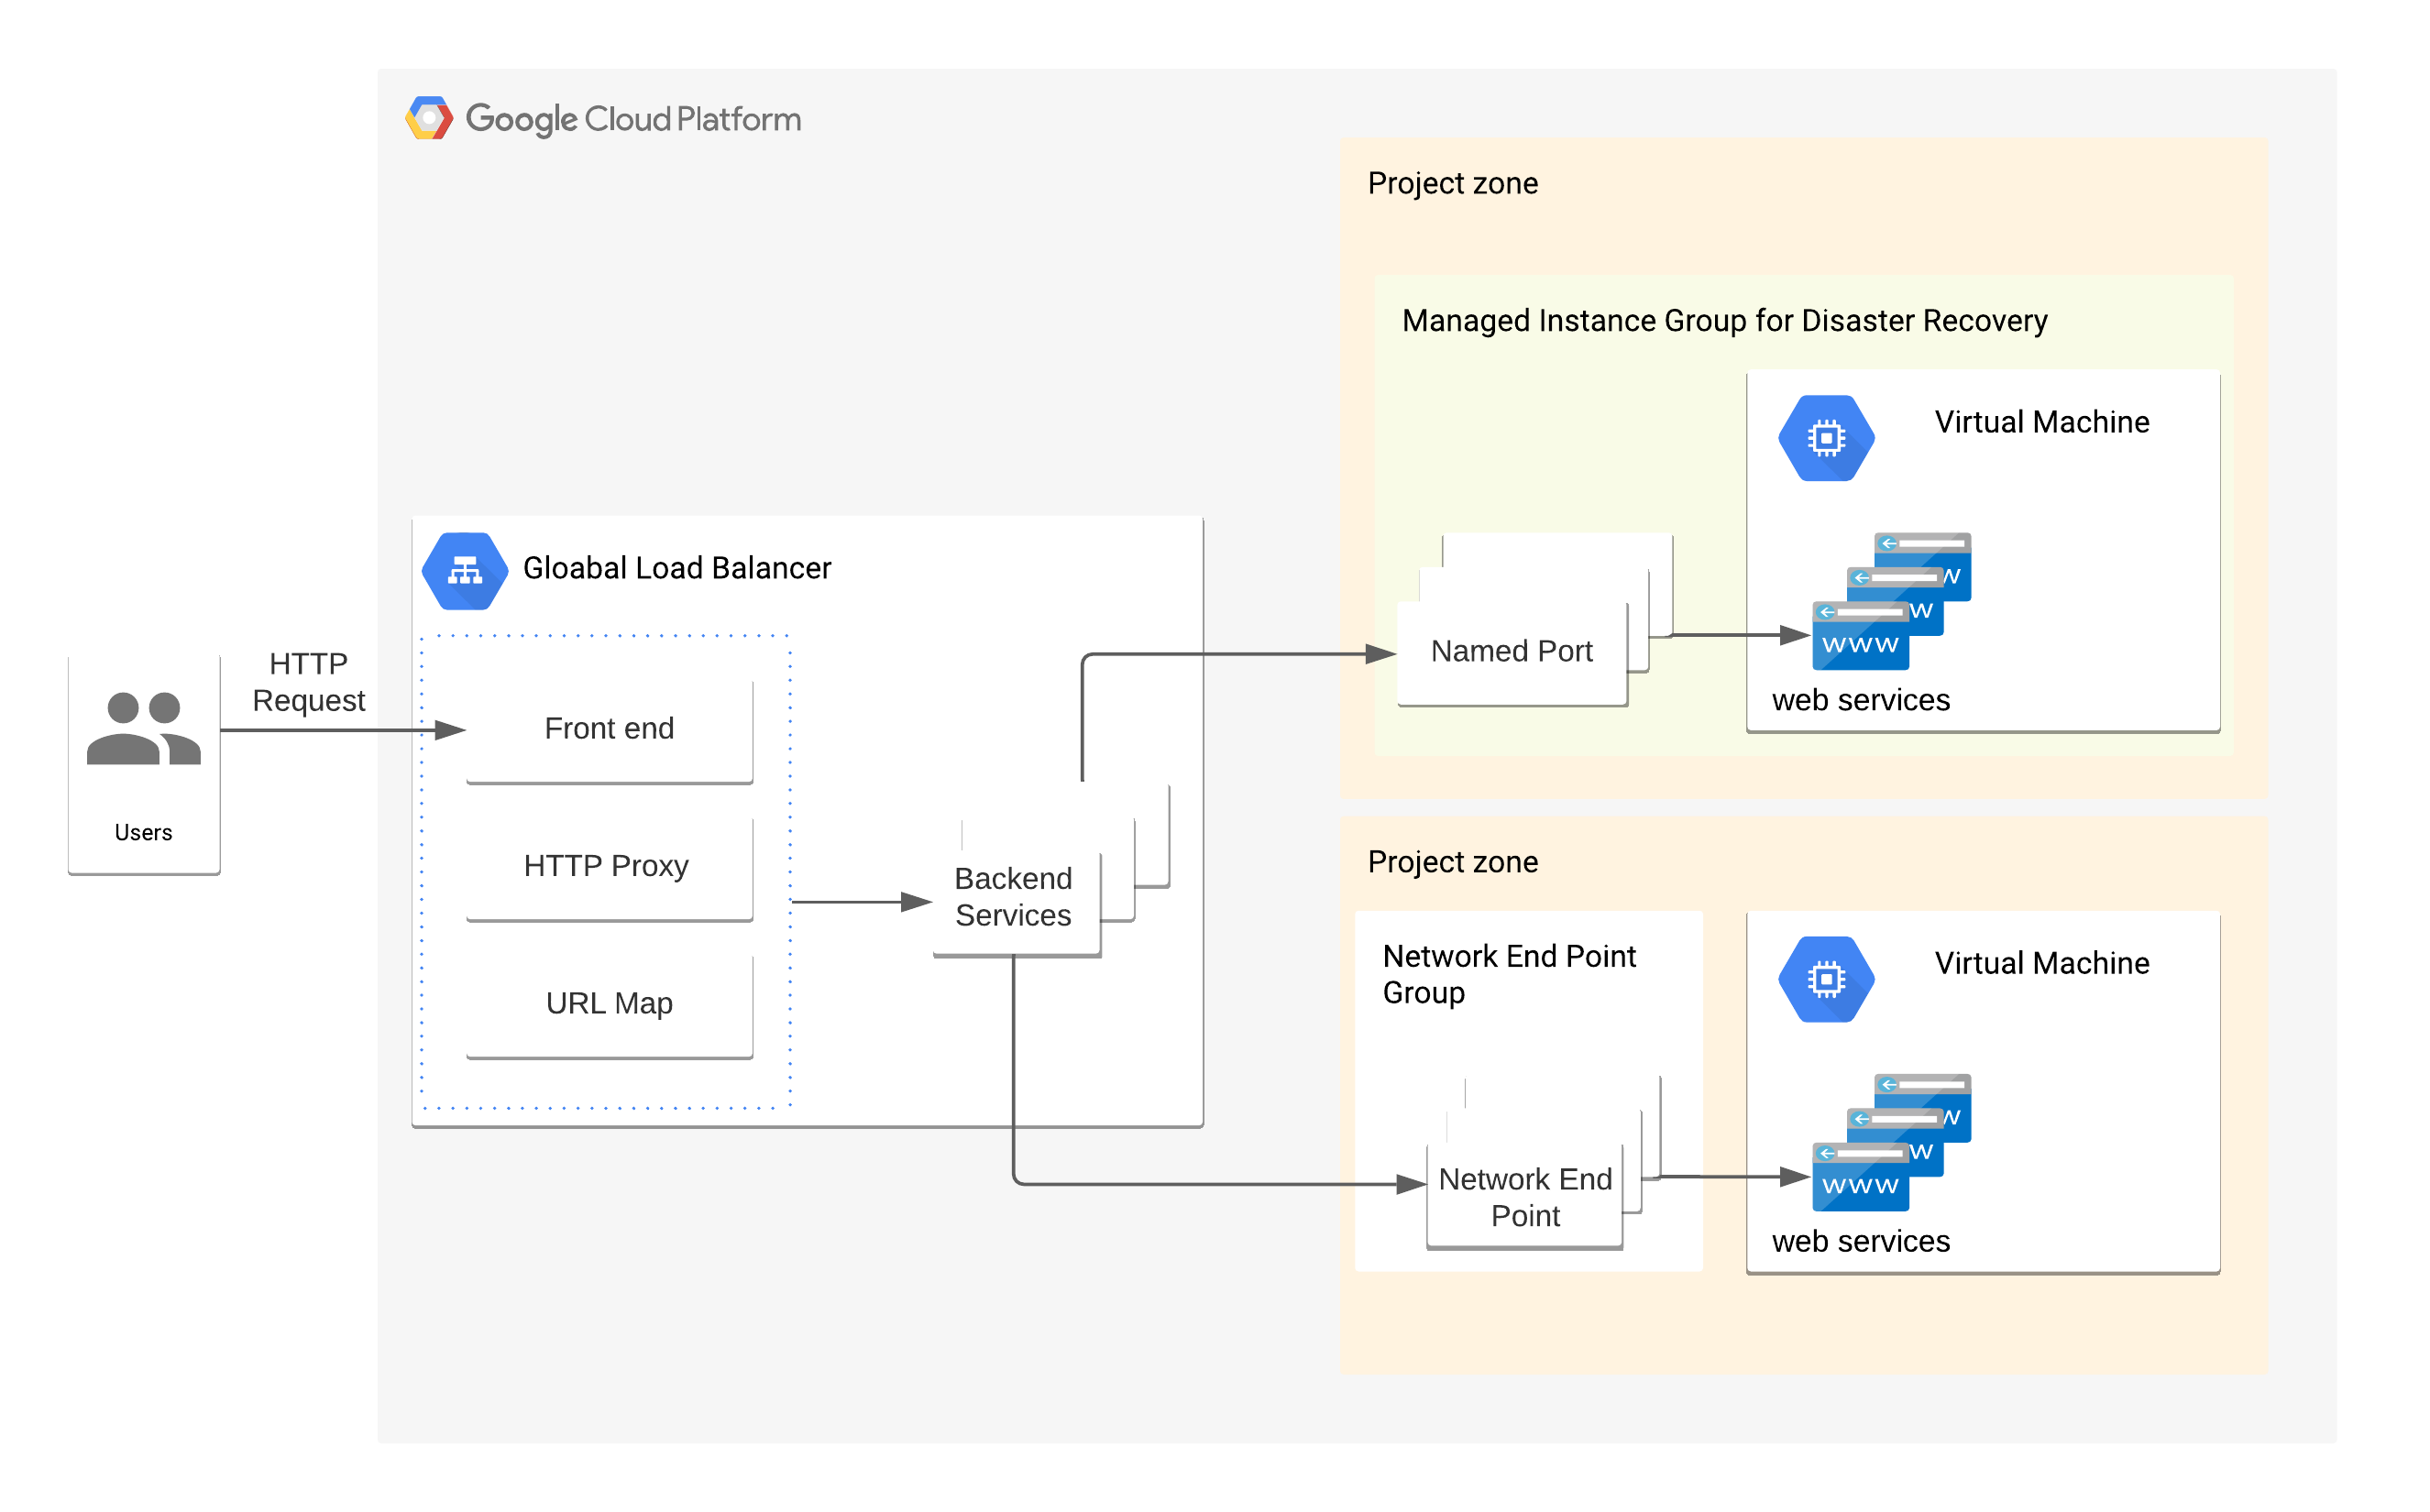 Google Cloud Platform
Project zone
Managed Instance Group for Disaster Recovery
Virtual Machine
Named Port
W
W
WWW
web services
Gloabal Load Balancer
HTTP
Request
Users
Front end
HTTP Proxy
URL Map
Backend
Services
Project zone
Network End Point
Group
Virtual Machine
Network End
Point
W
W
WWW
web services